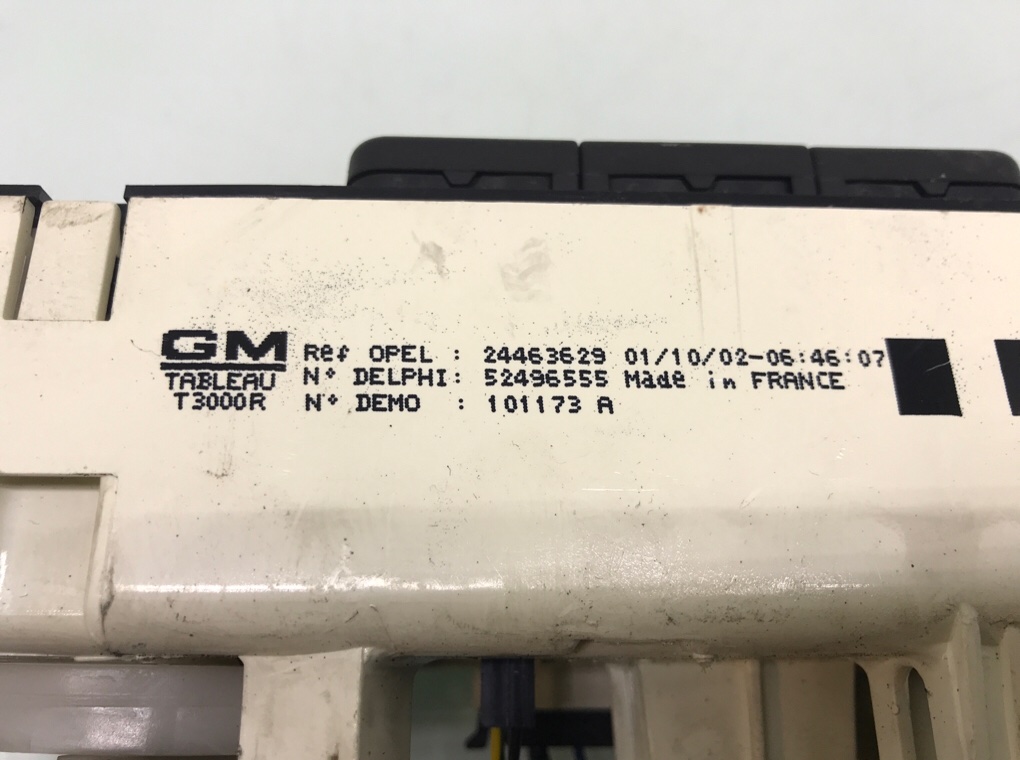 GM
TABLEAU
T3000R
Ref OPEL : 24463629 01/10/02-06:46:07
N° DELPHI: 52496555 Made in FRANCE
N° DEMO : 101173 A